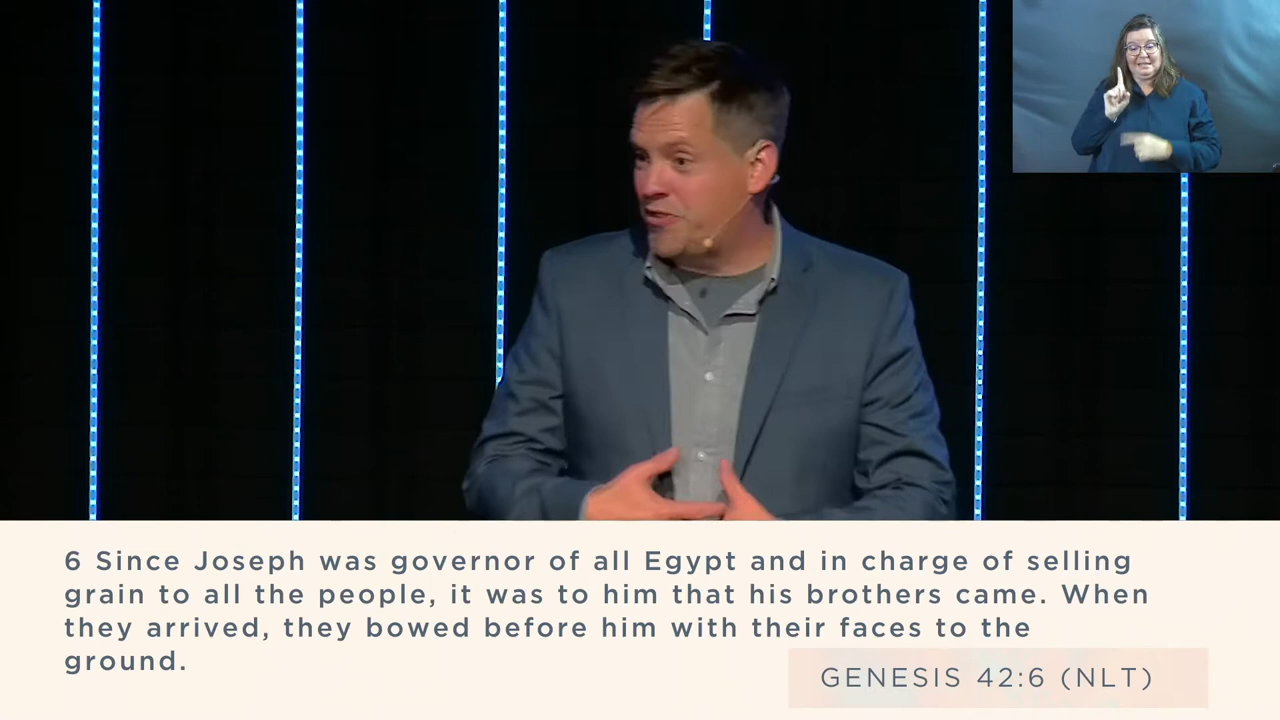 6 Since Joseph was governor of all Egypt and in charge of selling
grain to all the people, it was to him that his brothers came. When
they arrived, they bowed before him with their faces to the
ground.
GENESIS 42:6 (NLT)